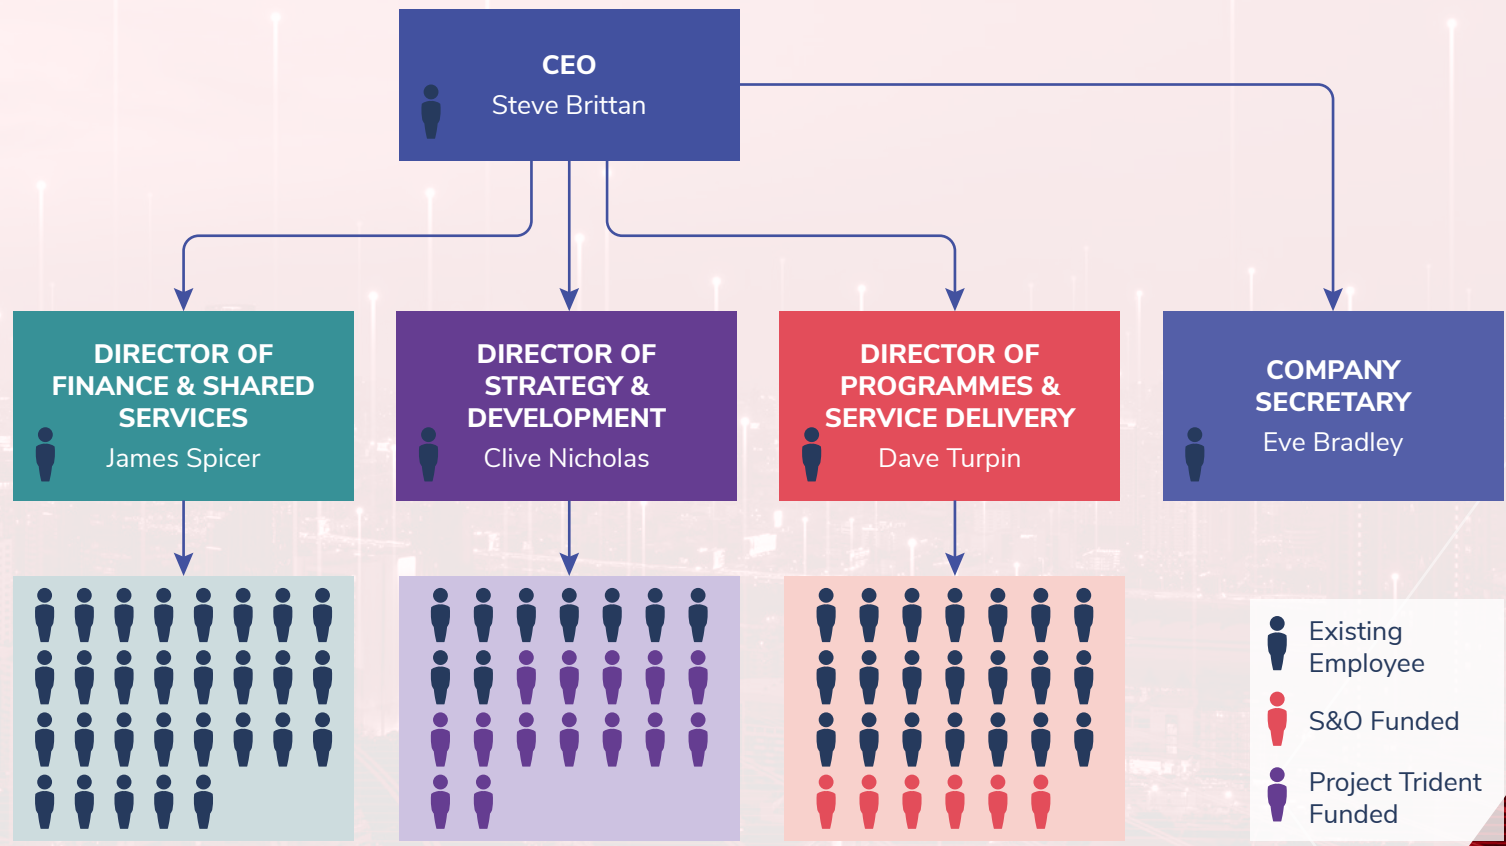 CEO
Steve Brittan
DIRECTOR OF
FINANCE & SHARED
SERVICES
James Spicer
DIRECTOR OF
STRATEGY &
DEVELOPMENT
Clive Nicholas
DIRECTOR OF
PROGRAMMES &
SERVICE DELIVERY
Dave Turpin
COMPANY
SECRETARY
Eve Bradley
Existing
Employee
S&O Funded
Project Trident
Funded